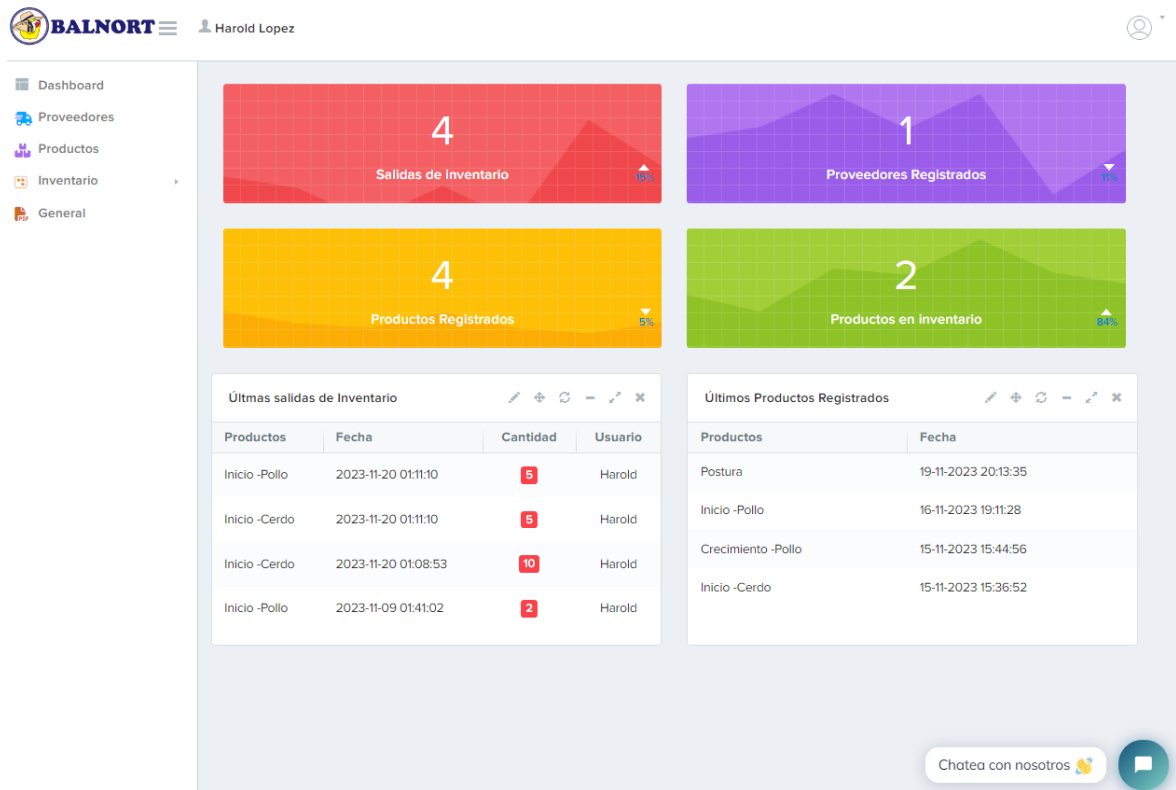 BALNORT Harold Lopez
Dashboard
Proveedores
Productos
Inventario
PDF General
4
Salidas de inventario
15%
1
Proveedores Registrados
11%
4
Productos Registrados
5%
2
Productos en inventario
84%
Últmas salidas de Inventario
Productos Fecha Cantidad Usuario
Inicio -Pollo 2023-11-20 01:11:10 5 Harold
Inicio -Cerdo 2023-11-20 01:11:10 5 Harold
Inicio -Cerdo 2023-11-20 01:08:53 10 Harold
Inicio -Pollo 2023-11-09 01:41:02 2 Harold
Últimos Productos Registrados
Productos Fecha
Postura 19-11-2023 20:13:35
Inicio -Pollo 16-11-2023 19:11:28
Crecimiento -Pollo 15-11-2023 15:44:56
Inicio -Cerdo 15-11-2023 15:36:52
Chatea con nosotros 👋